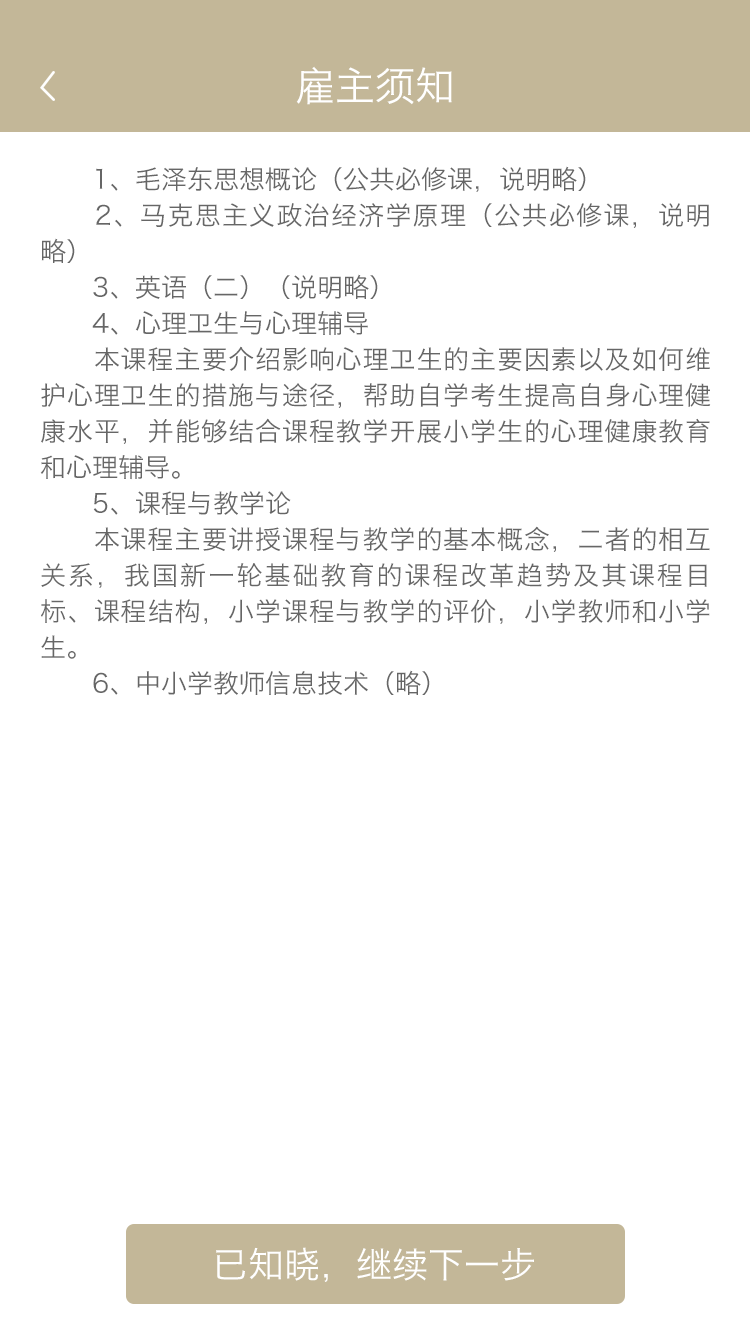 雇主须知
1、毛泽东思想概论（公共必修课，说明略）
2、马克思主义政治经济学原理（公共必修课，说明
略）
3、英语（二）（说明略）
4、心理卫生与心理辅导
本课程主要介绍影响心理卫生的主要因素以及如何维
护心理卫生的措施与途径，帮助自学考生提高自身心理健
康水平，并能够结合课程教学开展小学生的心理健康教育
和心理辅导。
5、课程与教学论
本课程主要讲授课程与教学的基本概念，二者的相互
关系，我国新一轮基础教育的课程改革趋势及其课程目
标、课程结构，小学课程与教学的评价，小学教师和小学
生。
6、中小学教师信息技术（略）
已知晓，继续下一步